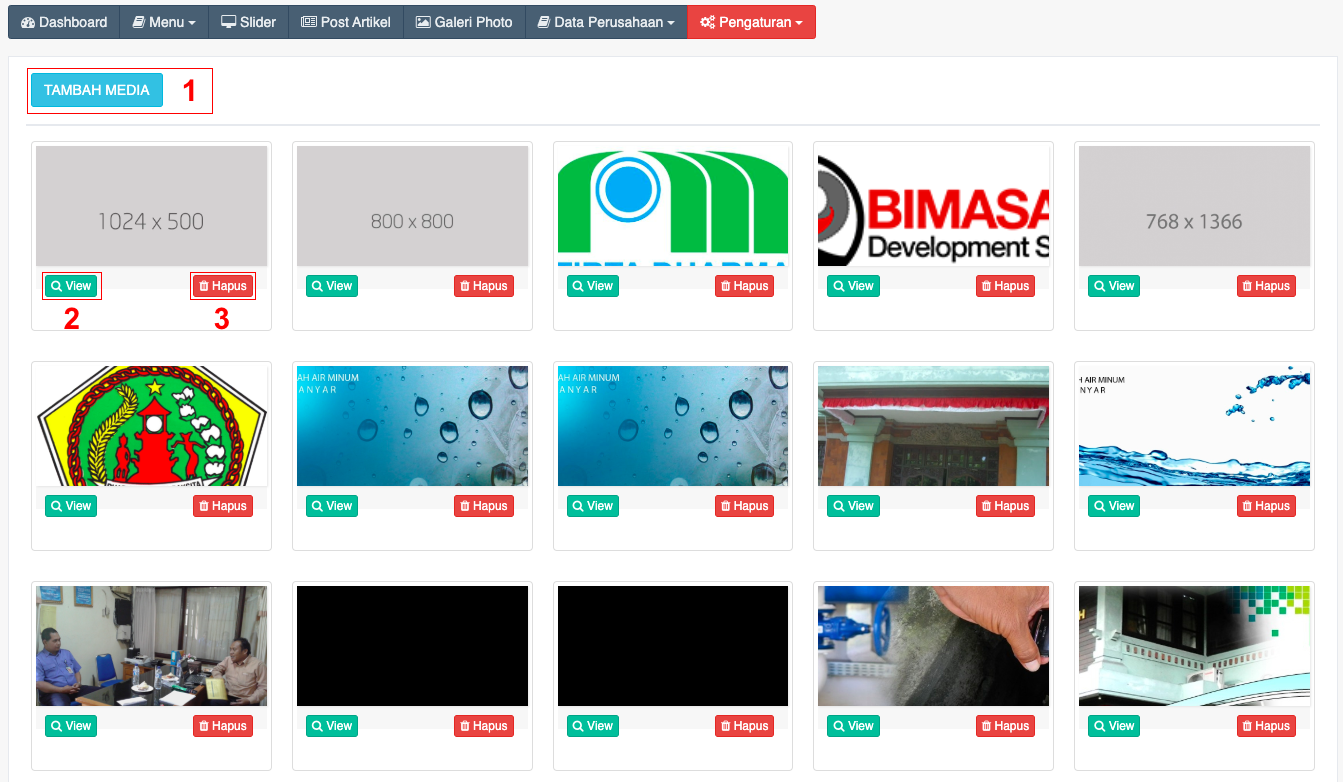 Dashboard Menu Slider Post Artikel Galeri Photo Data Perusahaan Pengaturan
TAMBAH MEDIA 1
1024 x 500
800 x 800
TIRTA DHARMA
BIMASA
Development S
768 x 1366
View Hapus View Hapus View Hapus View Hapus View Hapus
2 3
AH AIR MINUM
ANYAR
AH AIR MINUM
ANYAR
H AIR MINUM
NYAR
View Hapus View Hapus View Hapus View Hapus View Hapus
H
View Hapus View Hapus View Hapus View Hapus View Hapus